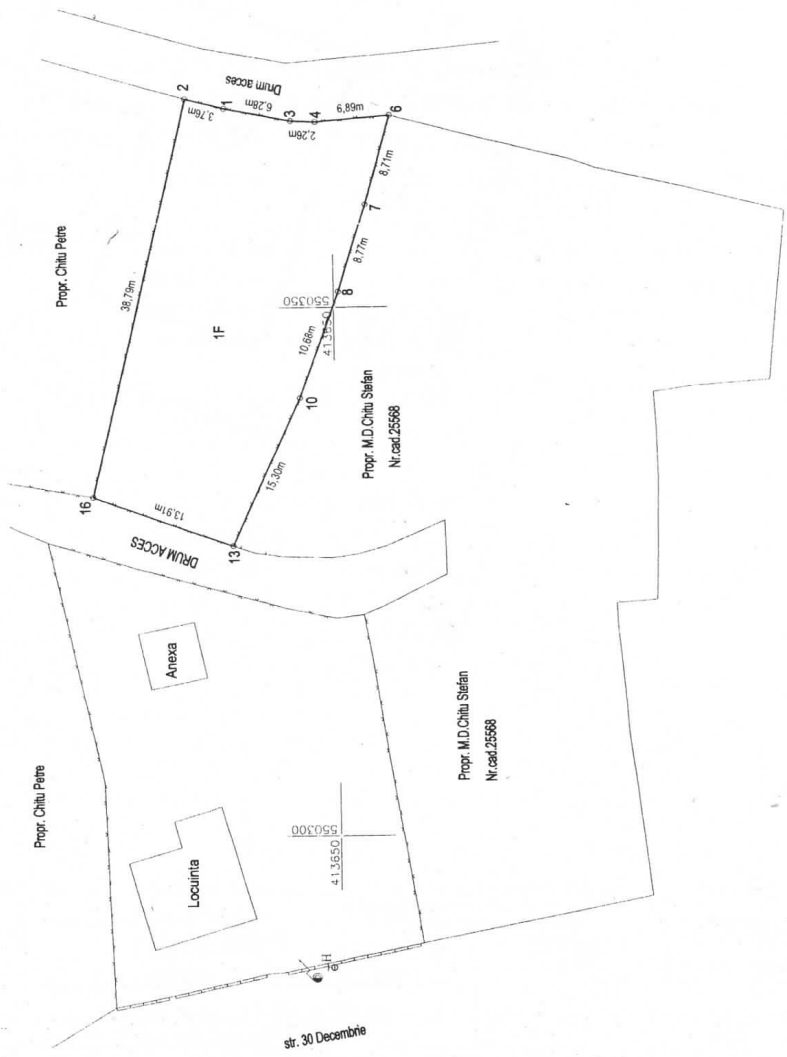 2
3,76m
1
6,28m
Drum acces
3
2,26m
4
6,89m
6
8,71m
7
8,77m
8
550350
413650
10,68m
10
15,30m
13
13,91m
16
38,79m
1F
Propr. Chitu Petre
Propr. M.D.Chitu Stefan
Nr.cad.25568
DRUM ACCES
Anexa
Propr. Chitu Petre
Locuinta
550300
413650
Propr. M.D.Chitu Stefan
Nr.cad.25568
H
str. 30 Decembrie